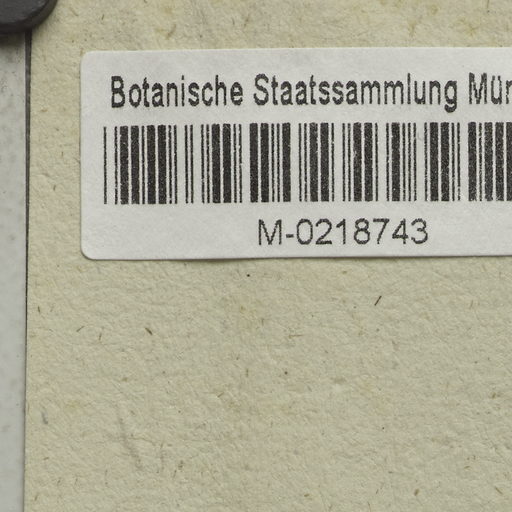 Botanische Staatssammlung Mün
M-0218743